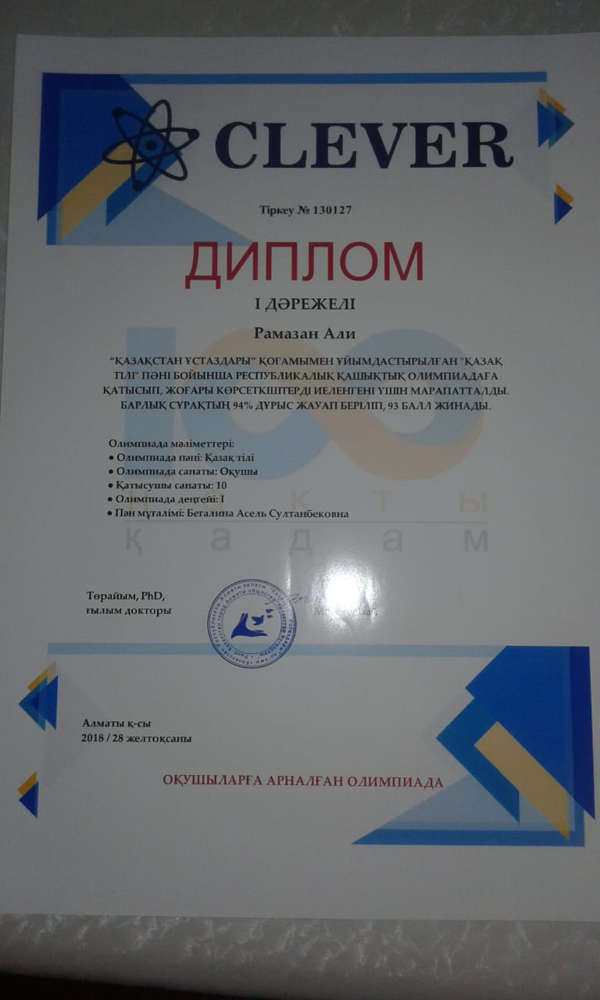 CLEVER
Тіркеу № 130127
ДИПЛОМ
І ДӘРЕЖЕЛІ
Рамазан Али
“ҚАЗАҚСТАН ҰСТАЗДАРЫ” ҚОҒАМЫМЕН ҰЙЫМДАСТЫРЫЛҒАН "ҚАЗАҚ
ТІЛІ" ПӘНІ БОЙЫНША РЕСПУБЛИКАЛЫҚ ҚАШЫҚТЫҚ ОЛИМПИАДАҒА
ҚАТЫСЫП, ЖОҒАРЫ КӨРСЕТКІШТЕРДІ ИЕЛЕНГЕНІ ҮШІН МАРАПАТТАЛДЫ.
БАРЛЫҚ СҰРАҚТЫҢ 94% ДҰРЫС ЖАУАП БЕРІЛІП, 93 БАЛЛ ЖИНАДЫ.
100
Олимпиада мәліметтері:
● Олимпиада пәні: Қазақ тілі
● Олимпиада санаты: Оқушы
● Қатысушы санаты: 10
● Олимпиада деңгейі: І
● Пән мұғалімі: Бегалина Асель Султанбековна
қадам
Төрайым, PhD,
ғылым докторы
Алматы қ-сы
2018 / 28 желтоқсаны
ОҚУШЫЛАРҒА АРНАЛҒАН ОЛИМПИАДА